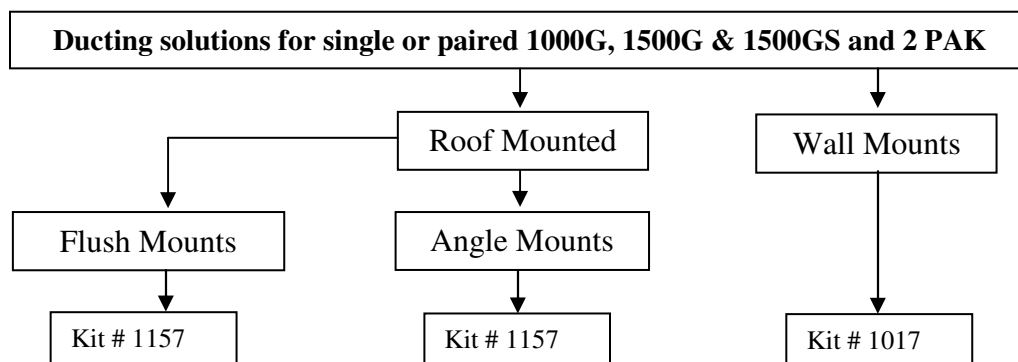 Ducting solutions for single or paired 1000G, 1500G & 1500GS and 2 PAK
Roof Mounted
Wall Mounts
Flush Mounts
Angle Mounts
Kit # 1157
Kit # 1157
Kit # 1017